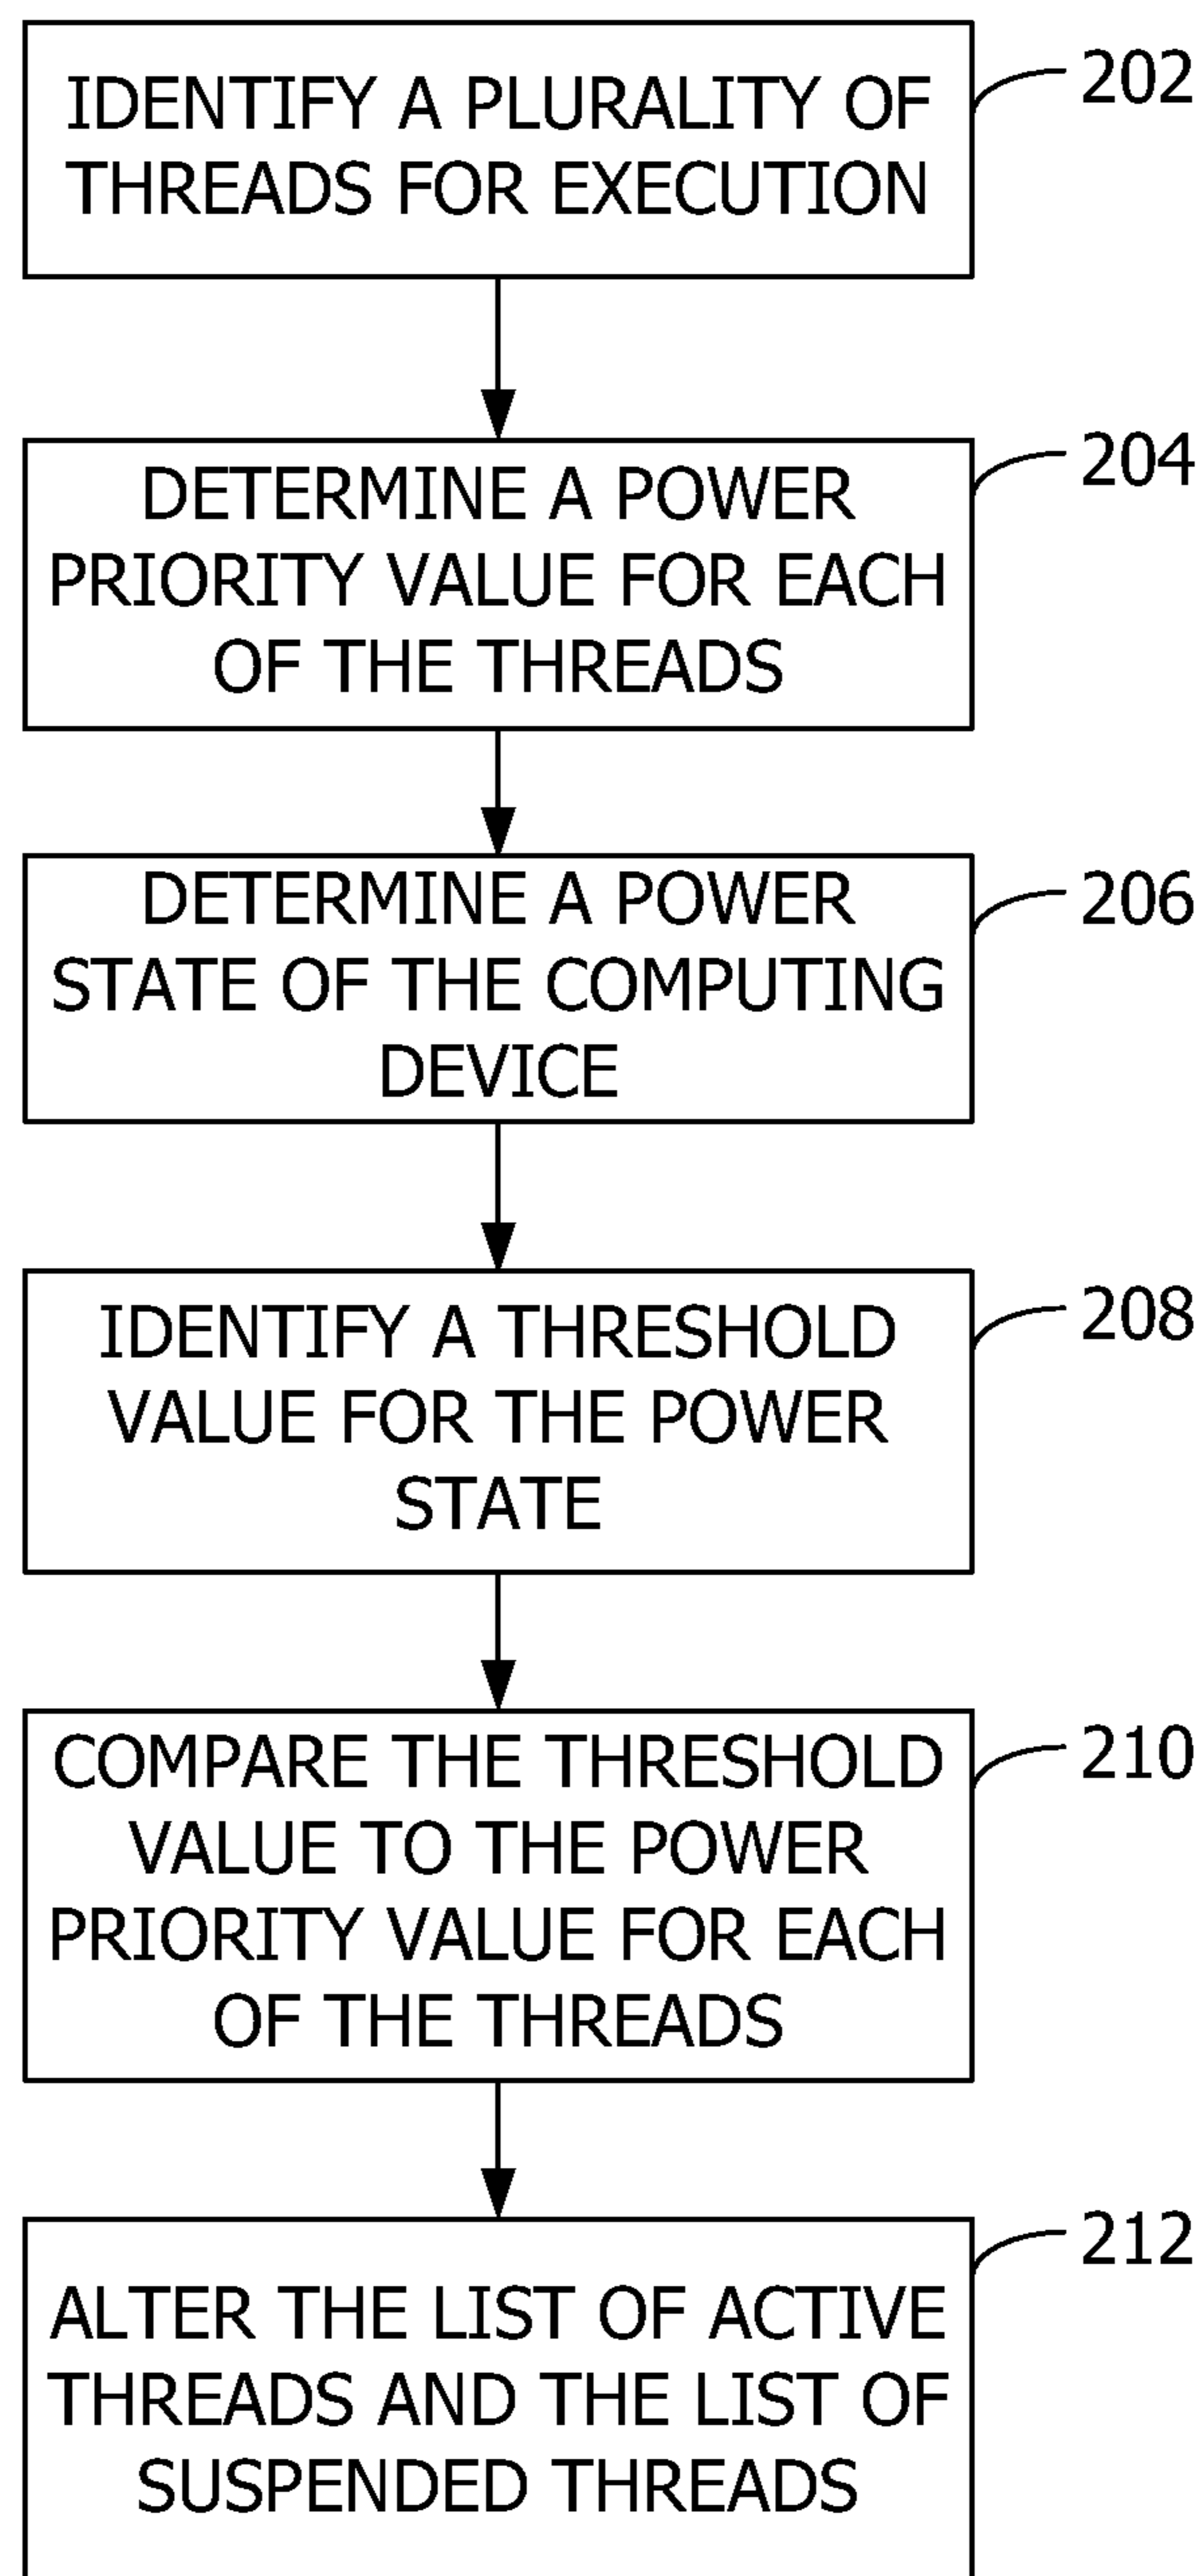 IDENTIFY A PLURALITY OF
THREADS FOR EXECUTION
202
DETERMINE A POWER
PRIORITY VALUE FOR EACH
OF THE THREADS
204
DETERMINE A POWER
STATE OF THE COMPUTING
DEVICE
206
IDENTIFY A THRESHOLD
VALUE FOR THE POWER
STATE
208
COMPARE THE THRESHOLD
VALUE TO THE POWER
PRIORITY VALUE FOR EACH
OF THE THREADS
210
ALTER THE LIST OF ACTIVE
THREADS AND THE LIST OF
SUSPENDED THREADS
212